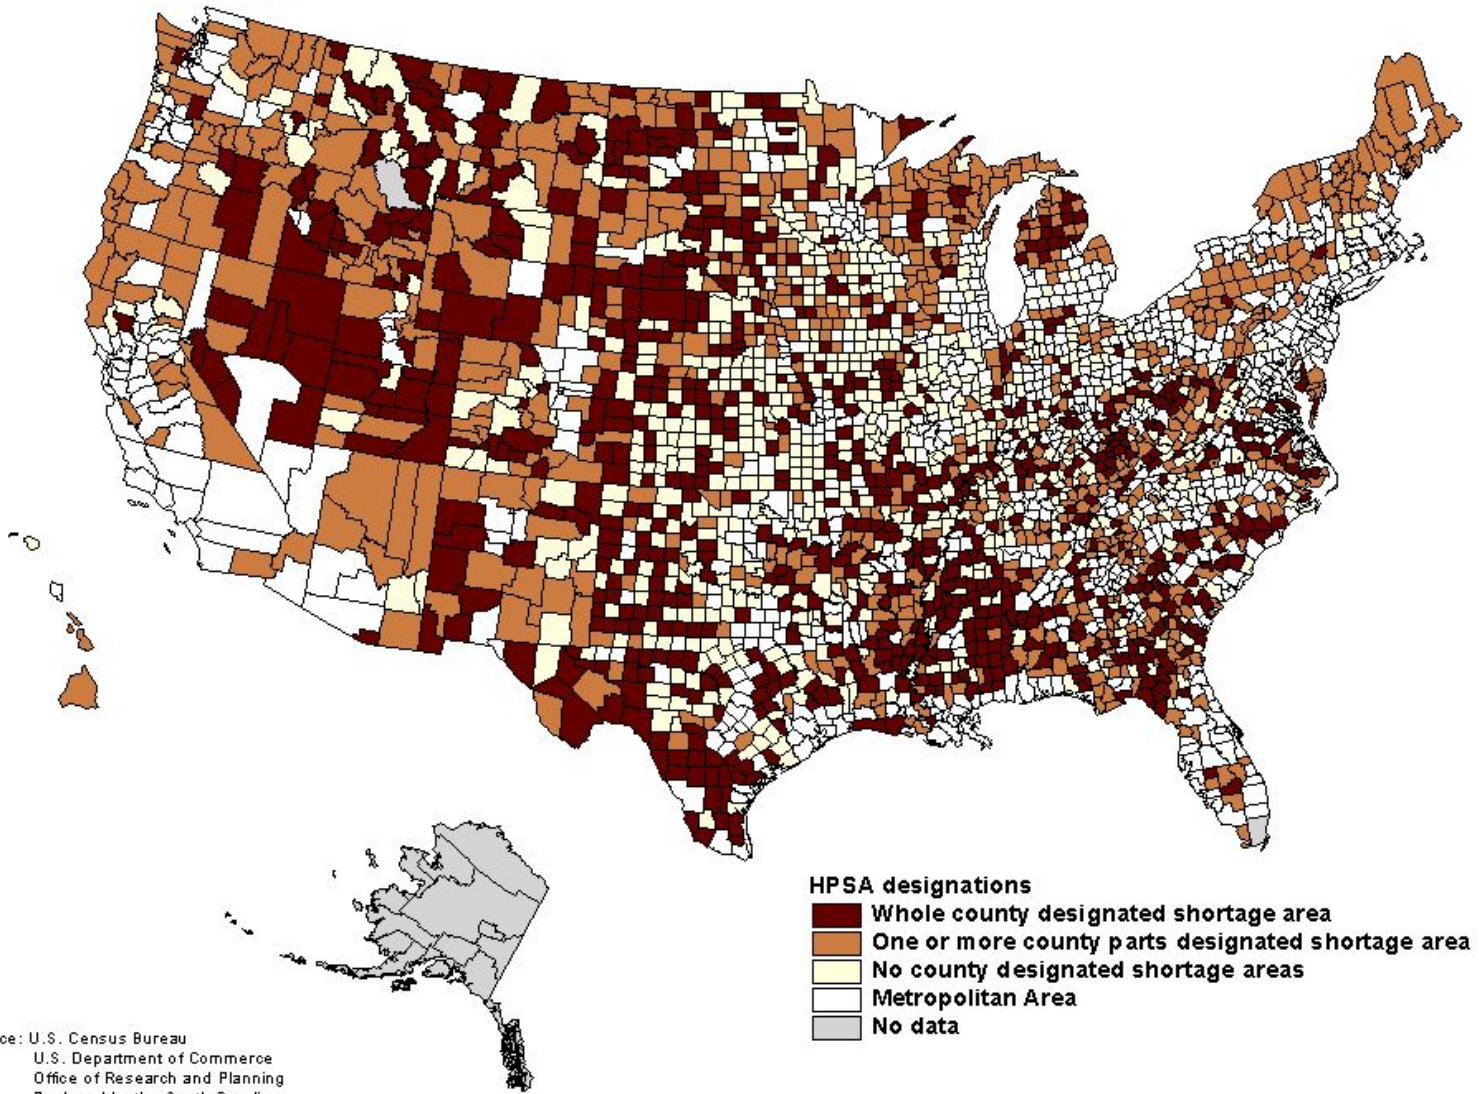 HPSA designations
Whole county designated shortage area
One or more county parts designated shortage area
No county designated shortage areas
Metropolitan Area
No data
ce: U.S. Census Bureau
U.S. Department of Commerce
Office of Research and Planning